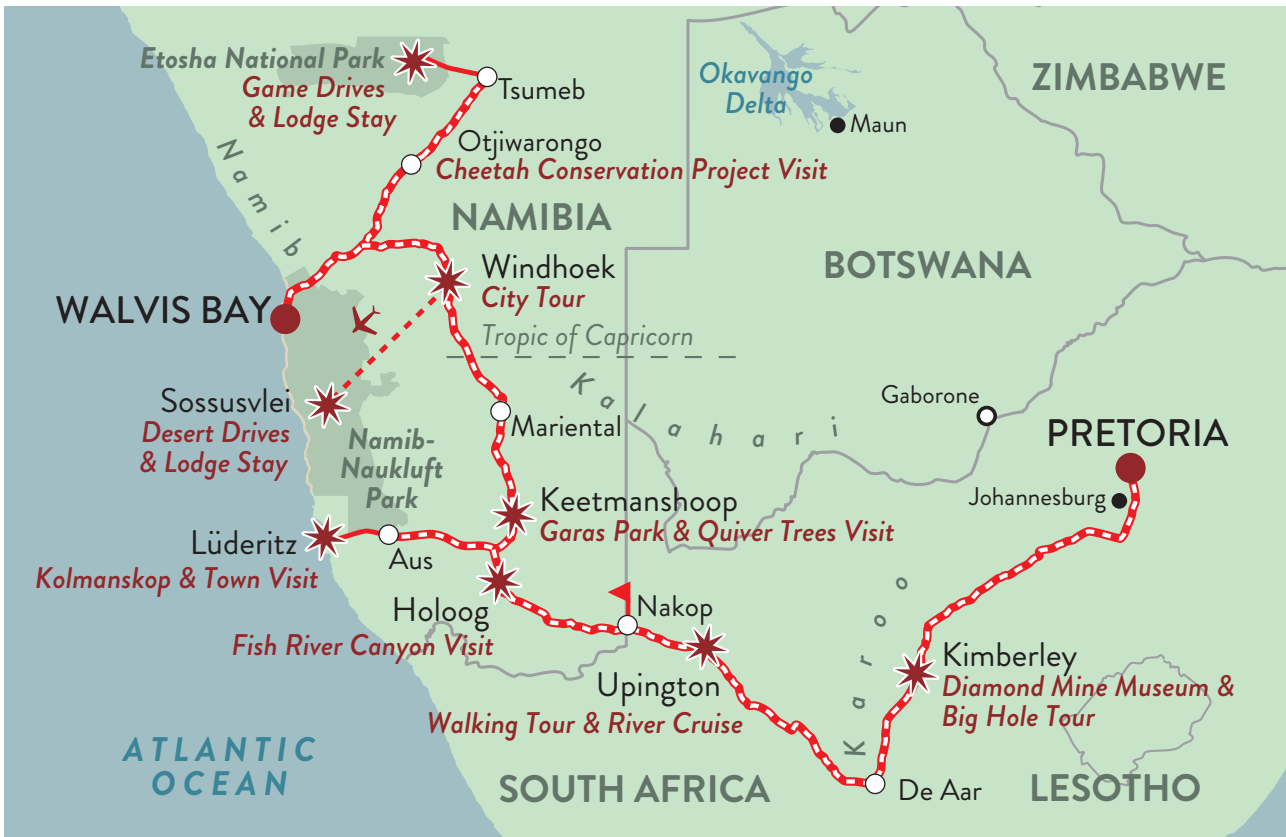 Etosha National Park
Game Drives
& Lodge Stay
Tsumeb
Okavango
Delta
Maun
ZIMBABWE
Otjiwarongo
Cheetah Conservation Project Visit
Namib
NAMIBIA
BOTSWANA
Windhoek
City Tour
WALVIS BAY
Tropic of Capricorn
Kalahari
Sossusvlei
Desert Drives
& Lodge Stay
Mariental
Namib-
Naukluft
Park
Gaborone
PRETORIA
Johannesburg
Keetmanshoop
Garas Park & Quiver Trees Visit
Lüderitz
Kolmanskop & Town Visit
Aus
Holoog
Fish River Canyon Visit
Nakop
Upington
Walking Tour & River Cruise
Karoo
Kimberley
Diamond Mine Museum &
Big Hole Tour
ATLANTIC
OCEAN
SOUTH AFRICA
De Aar
LESOTHO